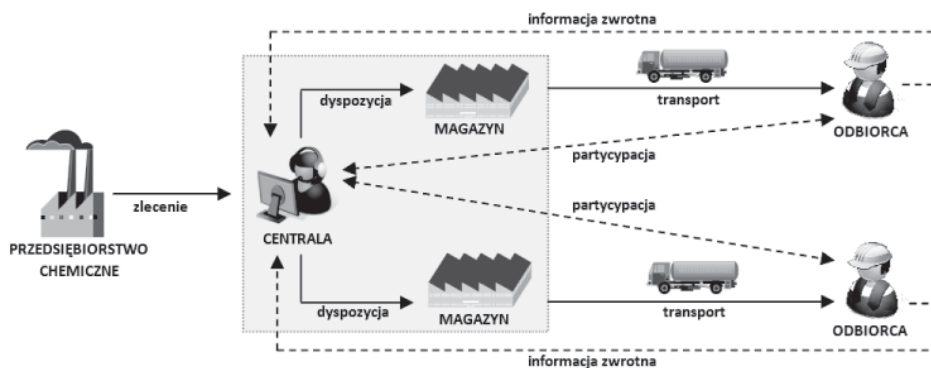 informacja zwrotna
dyspozycja
MAGAZYN
transport
ODBIORCA
partycypacja
zlecenie
PRZEDSIĘBIORSTWO
CHEMICZNE
CENTRALA
partycypacja
dyspozycja
MAGAZYN
transport
ODBIORCA
informacja zwrotna